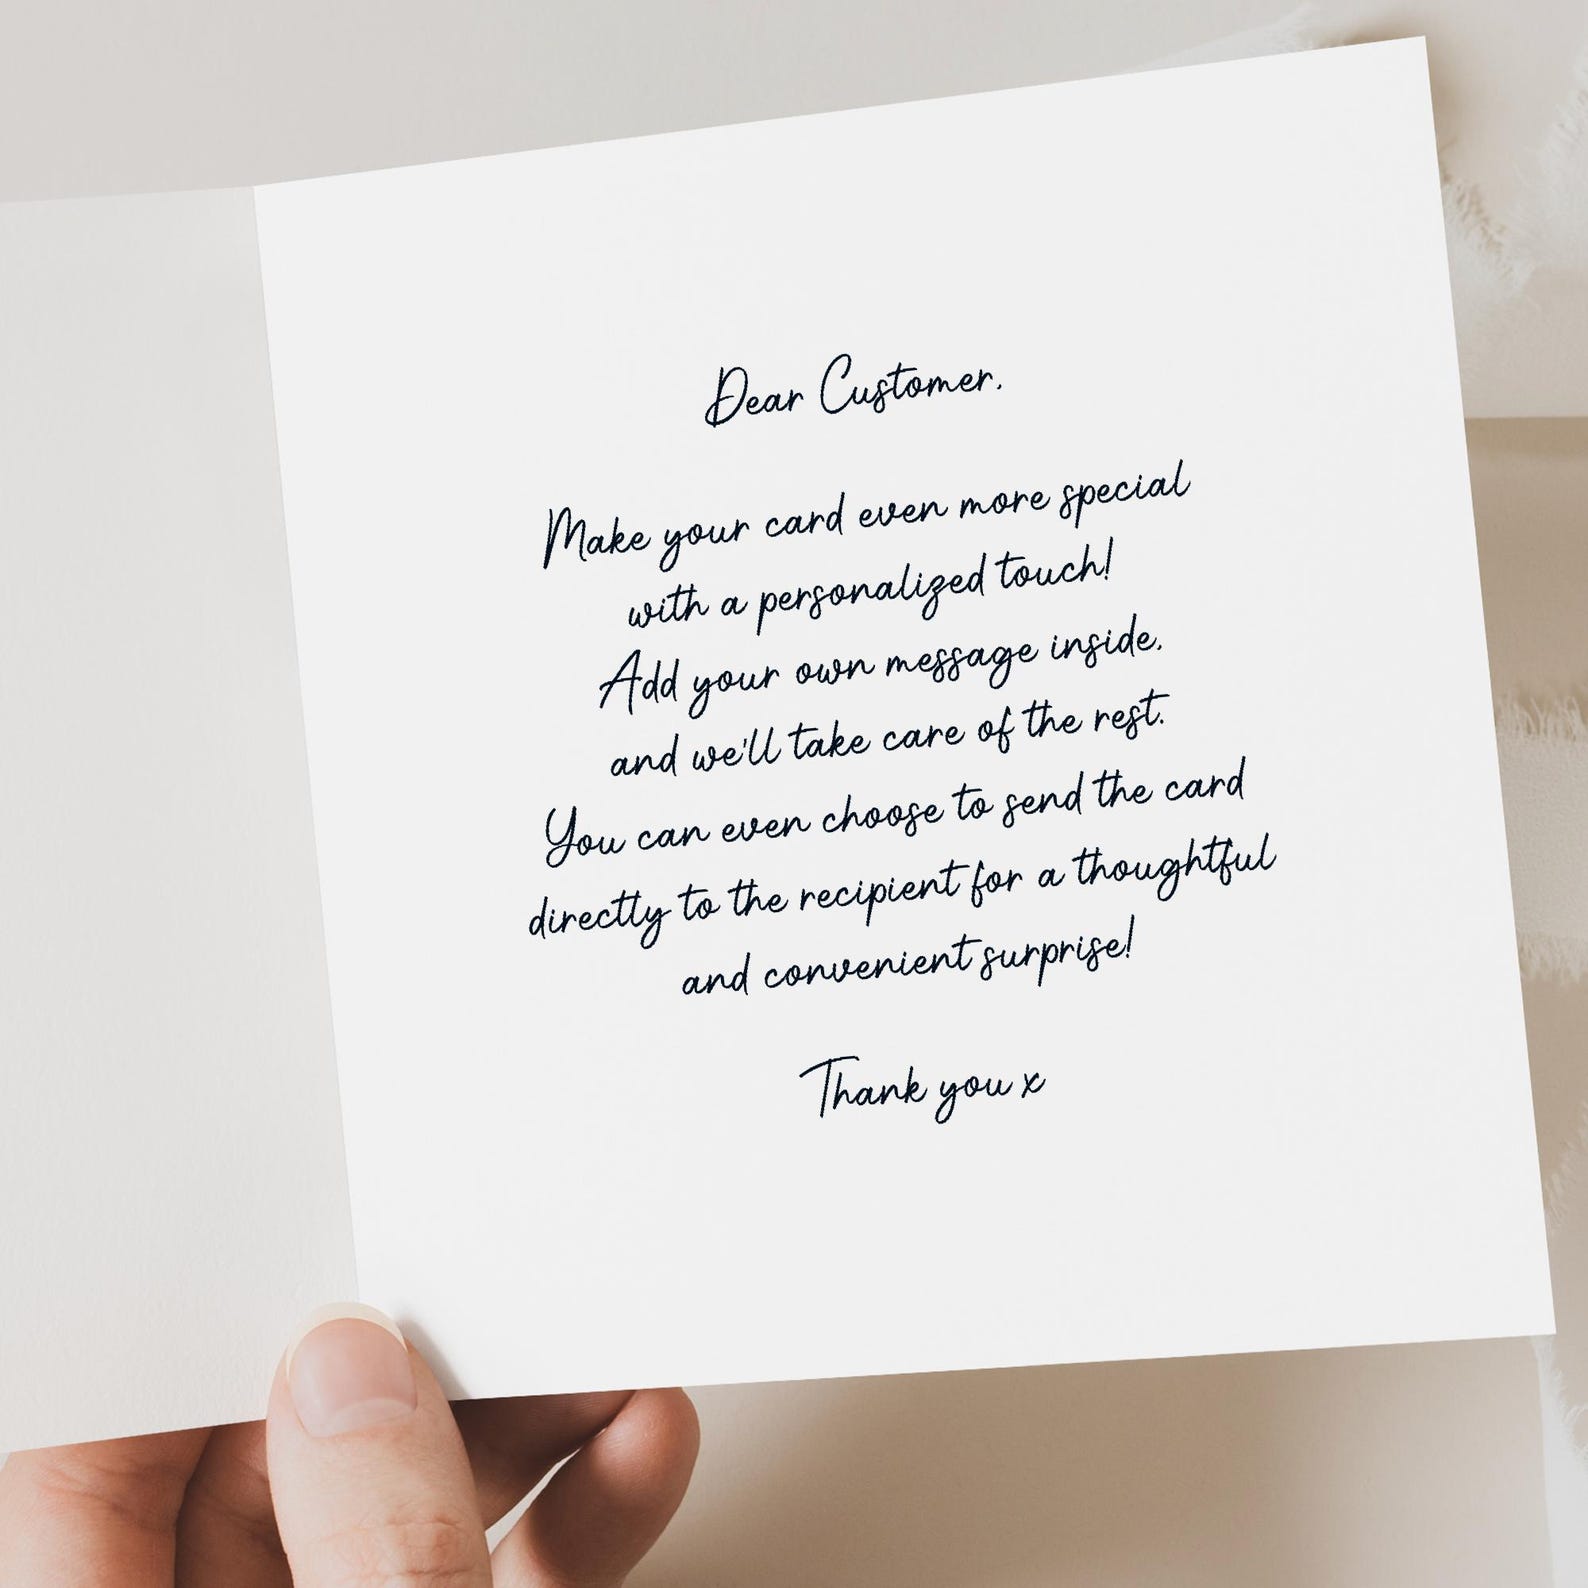 Dear Customer,
Make your card even more special
with a personalized touch!
Add your own message inside,
and we'll take care of the rest.
You can even choose to send the card
directly to the recipient for a thoughtful
and convenient surprise!
Thank you x